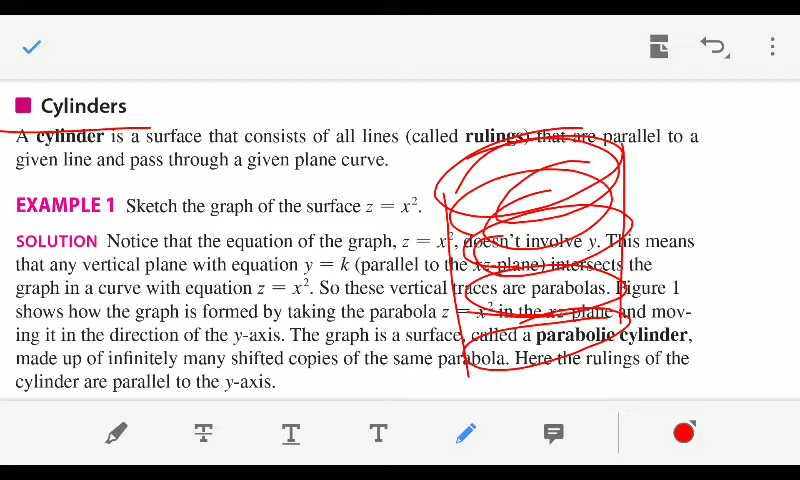 Cylinders
A cylinder is a surface that consists of all lines (called rulings) that are parallel to a
given line and pass through a given plane curve.
EXAMPLE 1 Sketch the graph of the surface z = x².
SOLUTION Notice that the equation of the graph, z = x², doesn't involve y. This means
that any vertical plane with equation y = k (parallel to the xz-plane) intersects the
graph in a curve with equation z = x². So these vertical traces are parabolas. Figure 1
shows how the graph is formed by taking the parabola z = x² in the xz-plane and mov-
ing it in the direction of the y-axis. The graph is a surface, called a parabolic cylinder,
made up of infinitely many shifted copies of the same parabola. Here the rulings of the
cylinder are parallel to the y-axis.
T T T